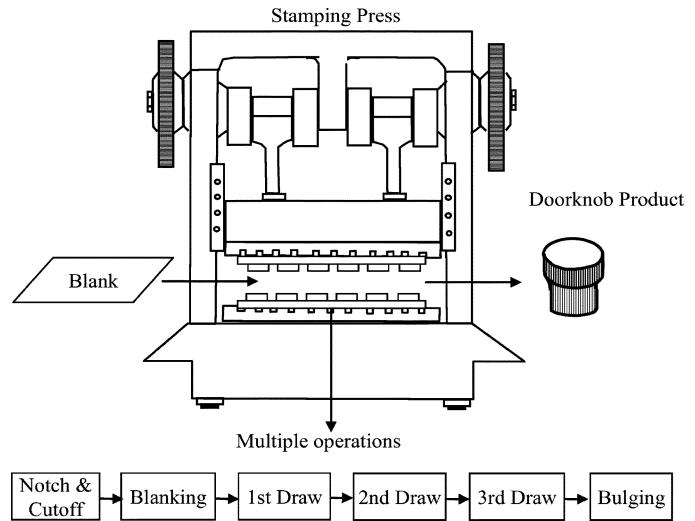 Stamping Press
Doorknob Product
Blank
Multiple operations
Notch &
Cutoff
Blanking
1st Draw
2nd Draw
3rd Draw
Bulging